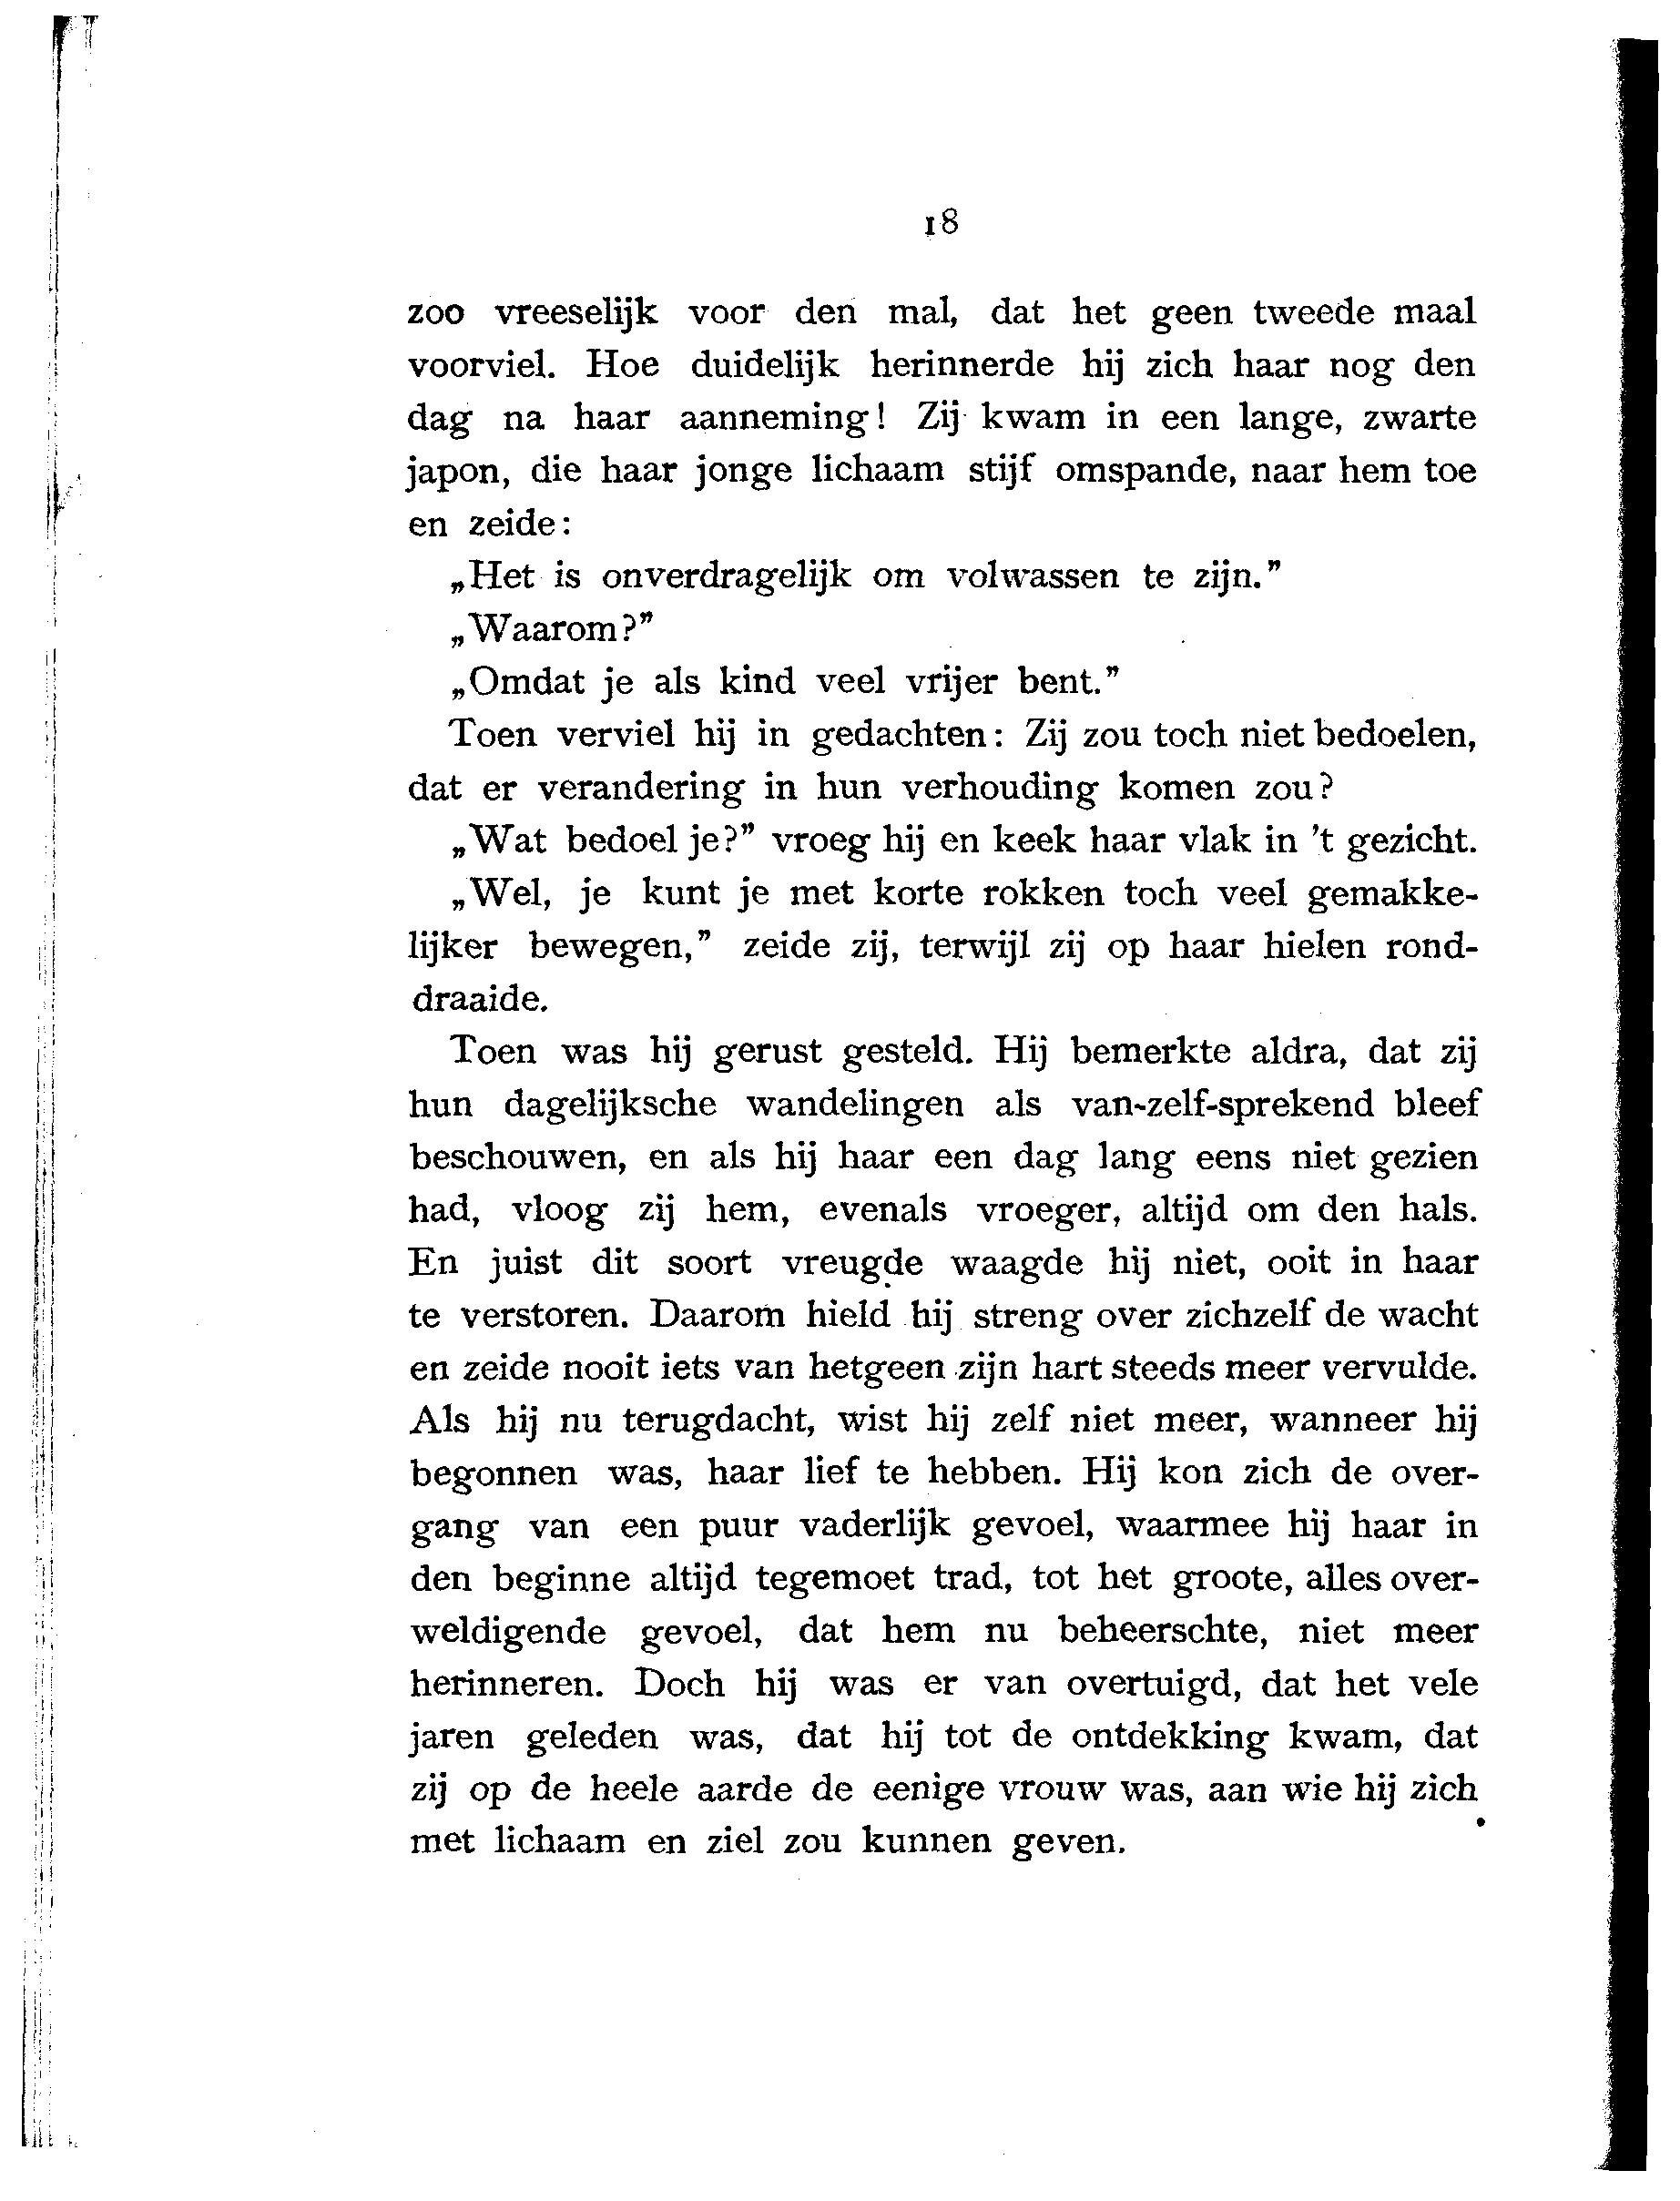 18
zoo vreeselijk voor den mal, dat het geen tweede maal
voorviel. Hoe duidelijk herinnerde hij zich haar nog den
dag na haar aanneming! Zij kwam in een lange, zwarte
japon, die haar jonge lichaam stijf omspande, naar hem toe
en zeide:
„Het is onverdragelijk om volwassen te zijn.”
„Waarom?”
„Omdat je als kind veel vrijer bent.”
Toen verviel hij in gedachten: Zij zou toch niet bedoelen,
dat er verandering in hun verhouding komen zou?
„Wat bedoel je?” vroeg hij en keek haar vlak in 't gezicht.
„Wel, je kunt je met korte rokken toch veel gemakke-
lijker bewegen,” zeide zij, terwijl zij op haar hielen rond-
draaide.
Toen was hij gerust gesteld. Hij bemerkte aldra, dat zij
hun dagelijksche wandelingen als van-zelf-sprekend bleef
beschouwen, en als hij haar een dag lang eens niet gezien
had, vloog zij hem, evenals vroeger, altijd om den hals.
En juist dit soort vreugde waagde hij niet, ooit in haar
te verstoren. Daarom hield hij streng over zichzelf de wacht
en zeide nooit iets van hetgeen zijn hart steeds meer vervulde.
Als hij nu terugdacht, wist hij zelf niet meer, wanneer hij
begonnen was, haar lief te hebben. Hij kon zich de over-
gang van een puur vaderlijk gevoel, waarmee hij haar in
den beginne altijd tegemoet trad, tot het groote, alles over-
weldigende gevoel, dat hem nu beheerschte, niet meer
herinneren. Doch hij was er van overtuigd, dat het vele
jaren geleden was, dat hij tot de ontdekking kwam, dat
zij op de heele aarde de eenige vrouw was, aan wie hij zich
met lichaam en ziel zou kunnen geven.